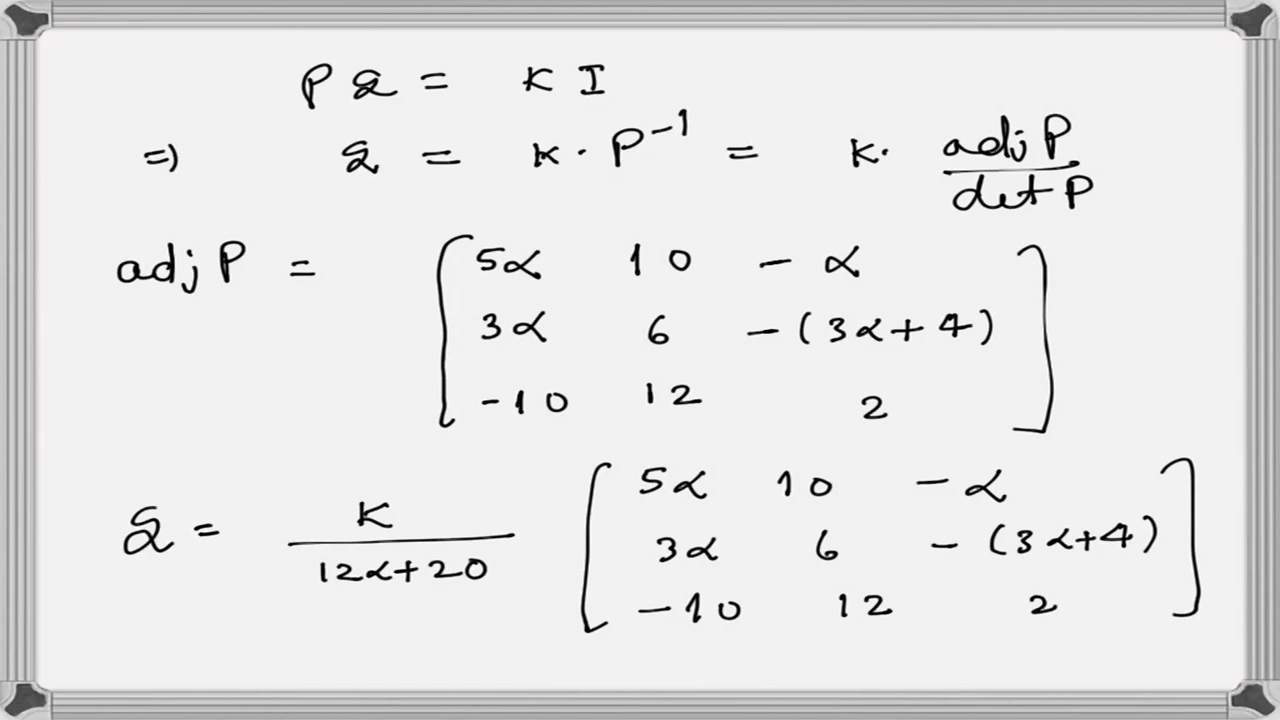 P Q = K I
⇒ Q = K · P⁻¹ = K · adj P / det P
adj P = [ 5α 10 -α
3α 6 -(3α+4)
-10 12 2 ]
Q = K / 12α+20 [ 5α 10 -α
3α 6 -(3α+4)
-10 12 2 ]